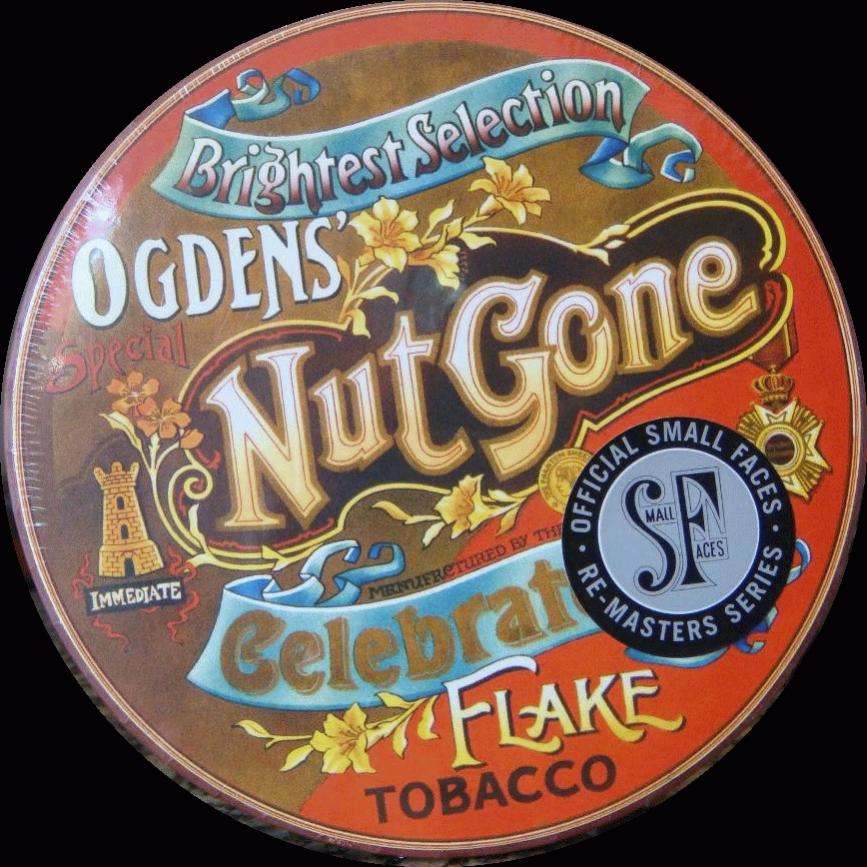 Brightest Selection
OGDENS'
Special
Nut Gone
IMMEDIATE
MANUFACTURED BY THE
Celebrat
FLAKE
TOBACCO
OFFICIAL SMALL FACES
SMALL
FACES
RE-MASTERS SERIES